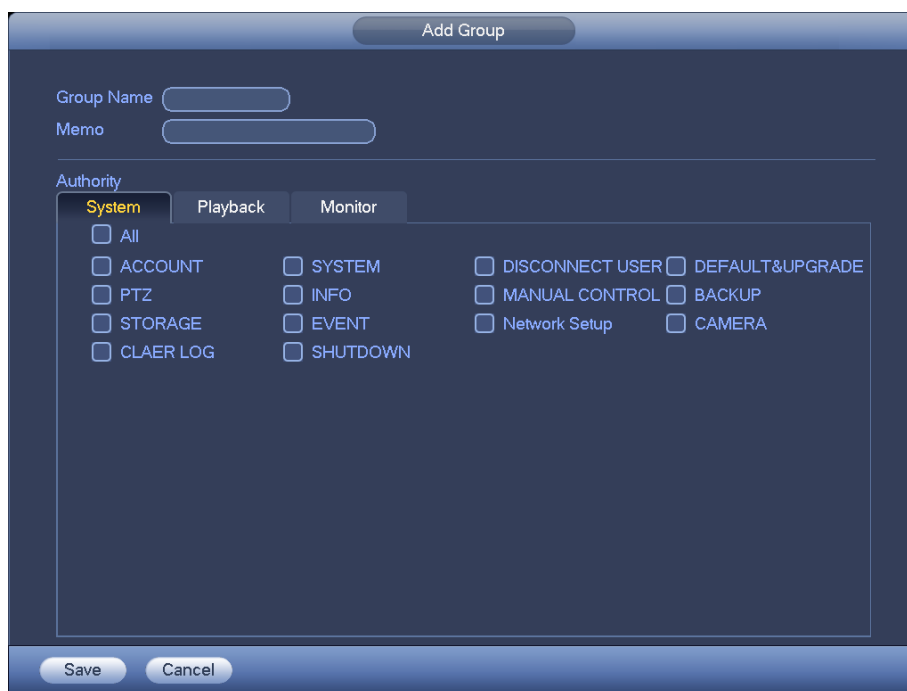 Add Group
Group Name
Memo
Authority
System Playback Monitor
All
ACCOUNT SYSTEM DISCONNECT USER DEFAULT&UPGRADE
PTZ INFO MANUAL CONTROL BACKUP
STORAGE EVENT Network Setup CAMERA
CLAER LOG SHUTDOWN
Save Cancel